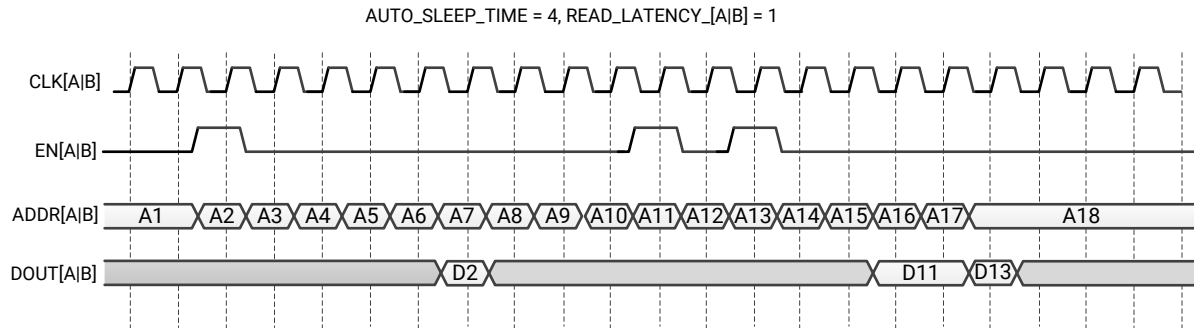 AUTO_SLEEP_TIME = 4, READ_LATENCY_[A|B] = 1
CLK[A|B]
EN[A|B]
ADDR[A|B] A1 A2 A3 A4 A5 A6 A7 A8 A9 A10 A11 A12 A13 A14 A15 A16 A17 A18
DOUT[A|B] D2 D11 D13